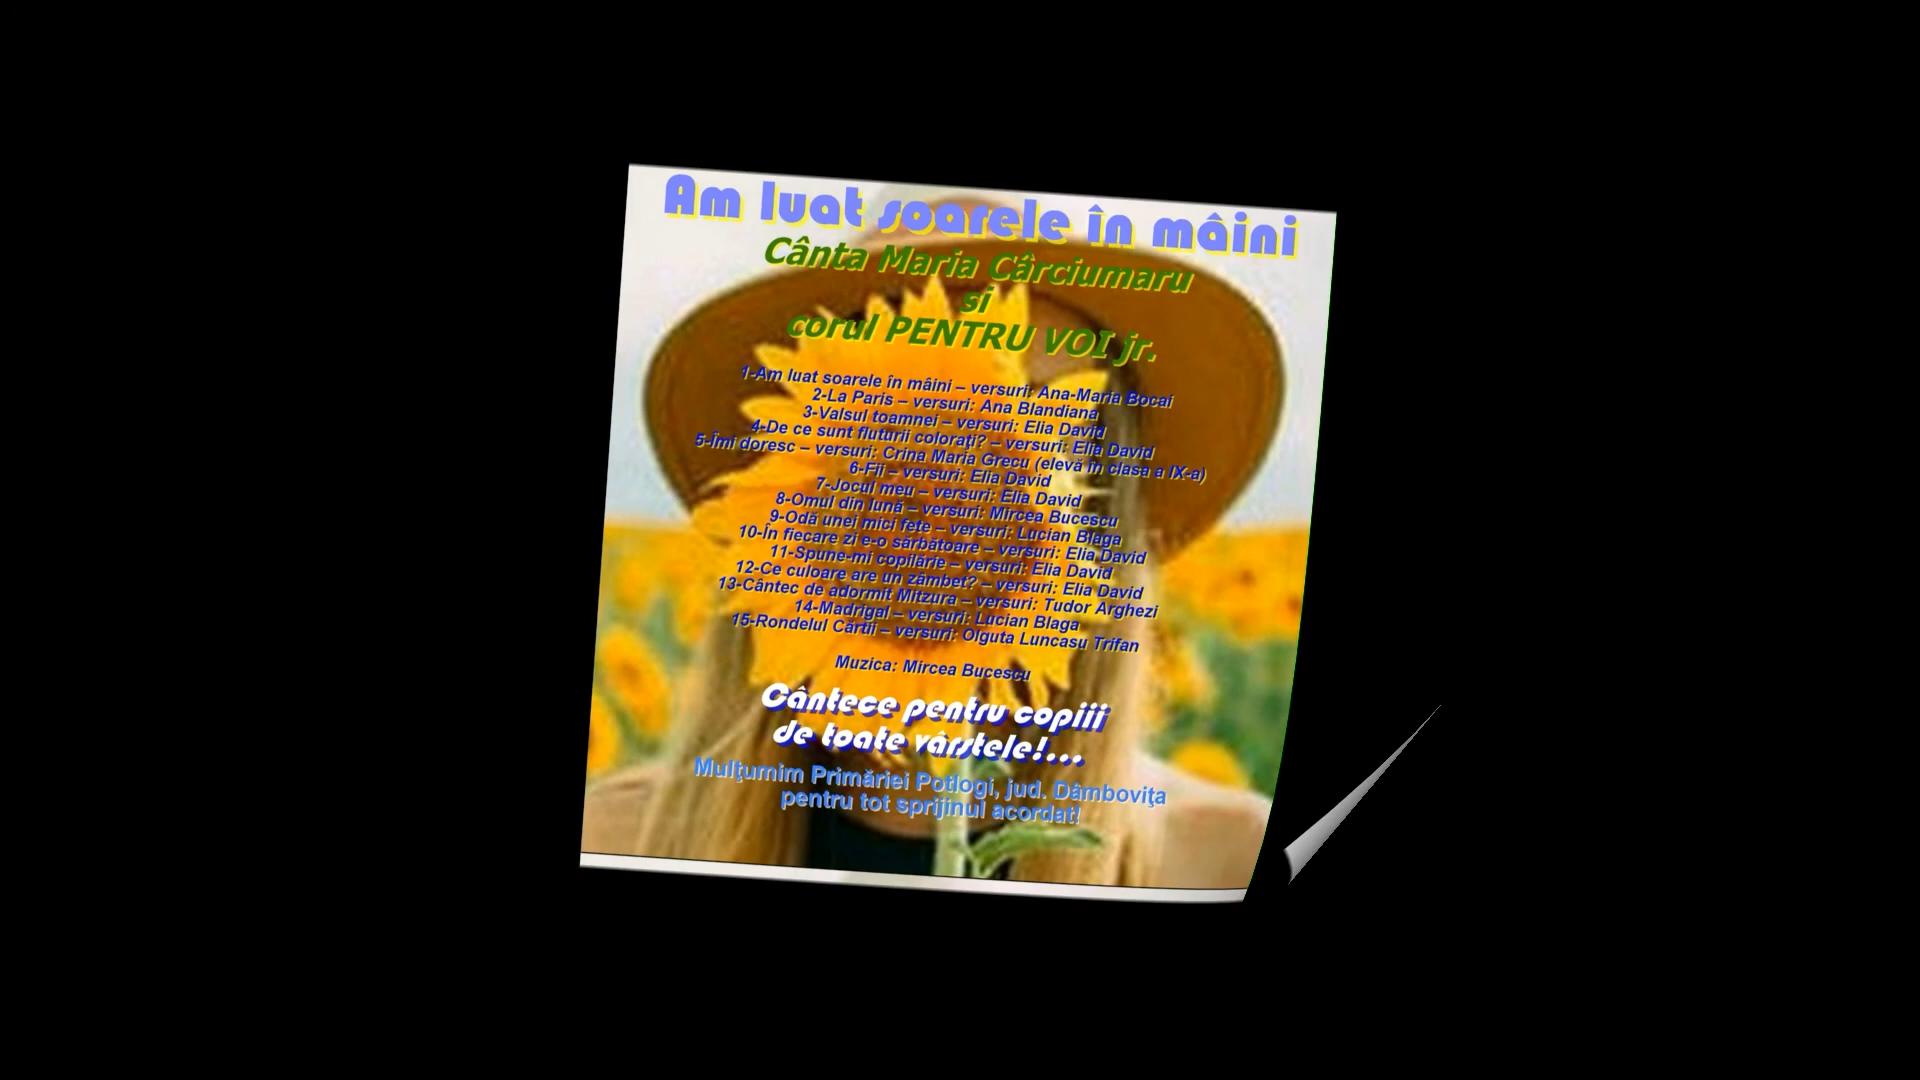 Am luat soarele în mâini
Cânta Maria Cârciumaru
si
corul PENTRU VOI jr.
1-Am luat soarele în mâini – versuri: Ana-Maria Bocai
2-La Paris – versuri: Ana Blandiana
3-Valsul toamnei – versuri: Elia David
4-De ce sunt fluturii colorați? – versuri: Elia David
5-Îmi doresc – versuri: Crina Maria Grecu (elevă în clasa a IX-a)
6-Fii – versuri: Elia David
7-Jocul meu – versuri: Elia David
8-Omul din lună – versuri: Mircea Bucescu
9-Odă unei mici fete – versuri: Lucian Blaga
10-În fiecare zi e-o sărbătoare – versuri: Elia David
11-Spune-mi copilărie – versuri: Elia David
12-Ce culoare are un zâmbet? – versuri: Elia David
13-Cântec de adormit Mitzura – versuri: Tudor Arghezi
14-Madrigal – versuri: Lucian Blaga
15-Rondelul Cărții – versuri: Olguta Luncasu Trifan
Muzica: Mircea Bucescu
Cântece pentru copiii
de toate vârstele!...
Mulţumim Primăriei Potlogi, jud. Dâmboviţa
pentru tot sprijinul acordat!